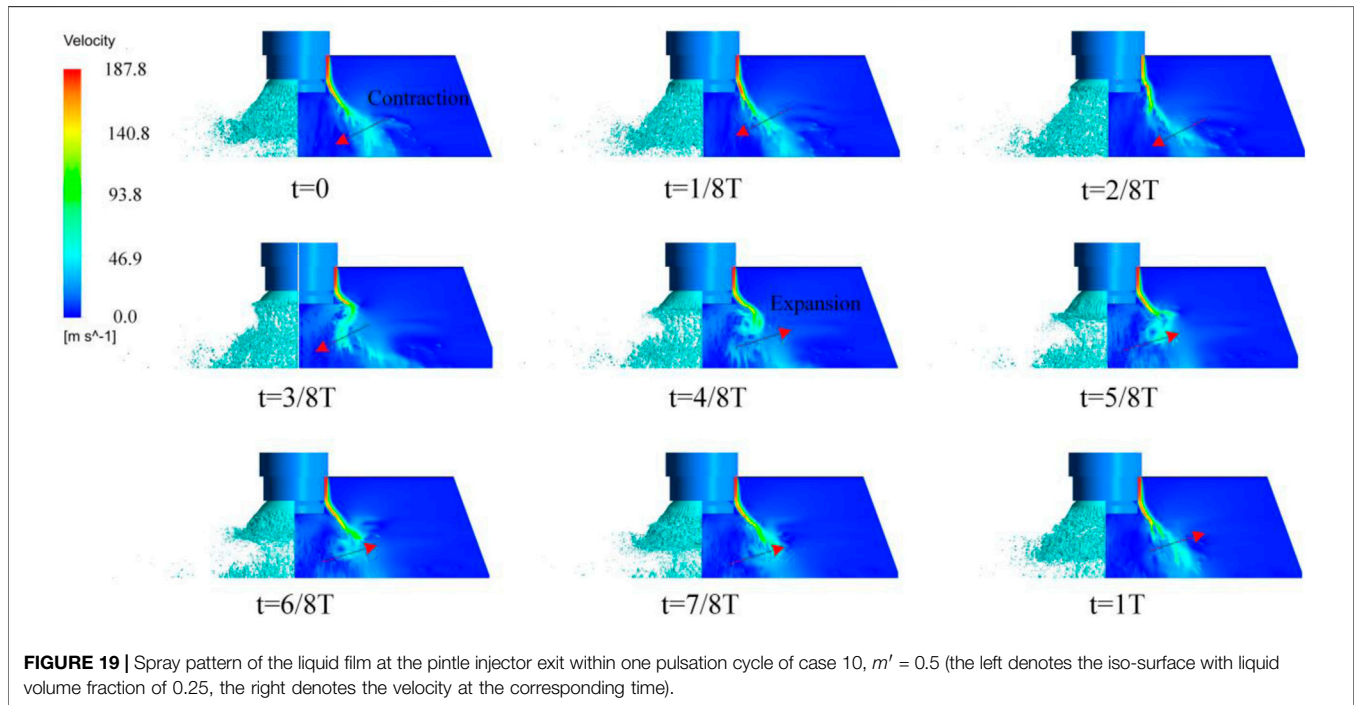 Velocity
187.8
140.8
93.8
46.9
0.0
[m s^-1]
Contraction
t=0
t=1/8T
t=2/8T
Expansion
t=3/8T
t=4/8T
t=5/8T
t=6/8T
t=7/8T
t=1T
FIGURE 19 | Spray pattern of the liquid film at the pintle injector exit within one pulsation cycle of case 10, m′ = 0.5 (the left denotes the iso-surface with liquid
volume fraction of 0.25, the right denotes the velocity at the corresponding time).